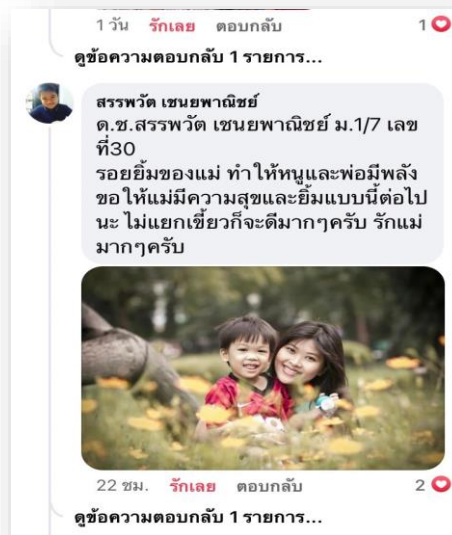 1 วัน รักเลย ตอบกลับ 1
ดูข้อความตอบกลับ 1 รายการ...
สรรพวัต เชนยพาณิชย์
ด.ช.สรรพวัต เชนยพาณิชย์ ม.1/7 เลข
ที่30
รอยยิ้มของแม่ ทำให้หนูและพ่อมีพลัง
ขอให้แม่มีความสุขและยิ้มแบบนี้ต่อไป
นะ ไม่แยกเขี้ยวก็จะดีมากๆครับ รักแม่
มากๆครับ
22 ชม. รักเลย ตอบกลับ 2
ดูข้อความตอบกลับ 1 รายการ...